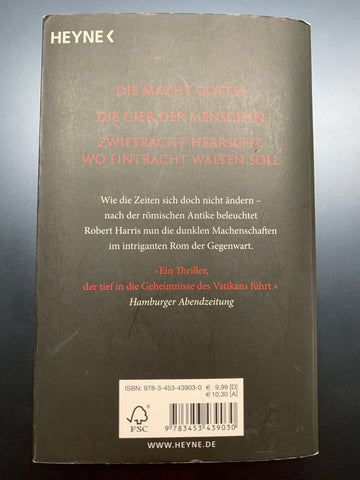 HEYNE<
DIE MACHT GOTTES
DIE GIER DER MENSCHEN
ZWIETRACHT HERRSCHT,
WO EINTRACHT WALTEN SOLL
Wie die Zeiten sich doch nicht ändern –
nach der römischen Antike beleuchtet
Robert Harris nun die dunklen Machenschaften
im intriganten Rom der Gegenwart.
»Ein Thriller,
der tief in die Geheimnisse des Vatikans führt.«
Hamburger Abendzeitung
ISBN: 978-3-453-43903-0 € 9,99 [D]
€ 10,30 [A]
FSC
9 783453 439030
WWW.HEYNE.DE